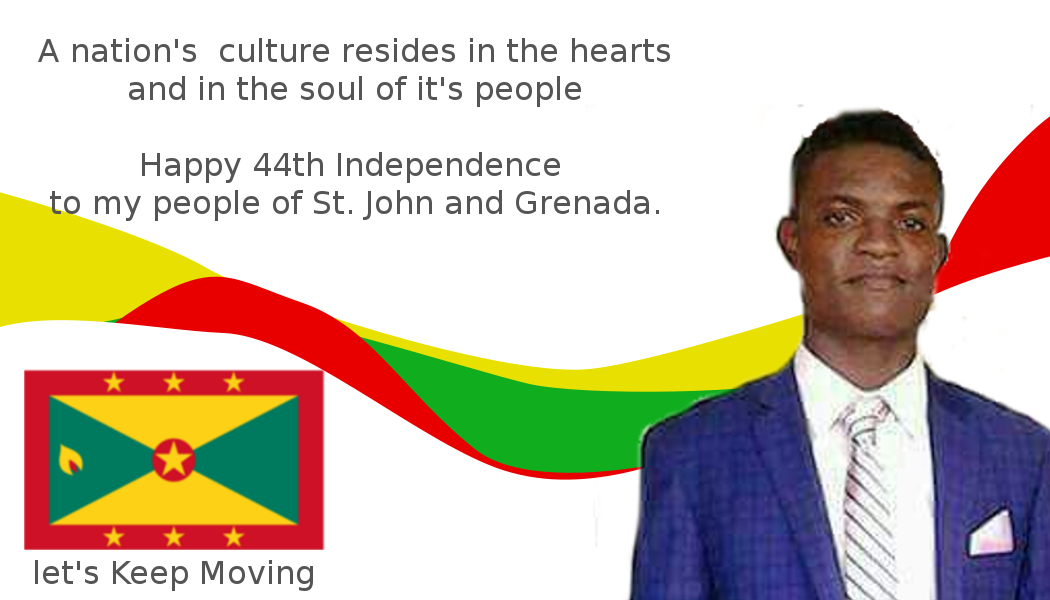 A nation's  culture resides in the hearts
and in the soul of it's people
Happy 44th Independence
to my people of St. John and Grenada.
let's Keep Moving